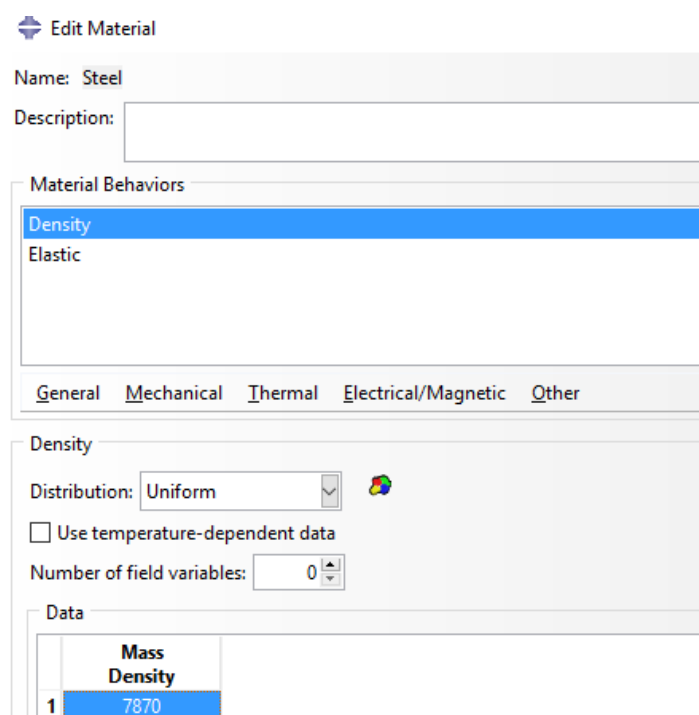 Edit Material
Name: Steel
Description:
Material Behaviors
Density
Elastic
General Mechanical Thermal Electrical/Magnetic Other
Density
Distribution: Uniform
Use temperature-dependent data
Number of field variables: 0
Data
Mass
Density
1 7870